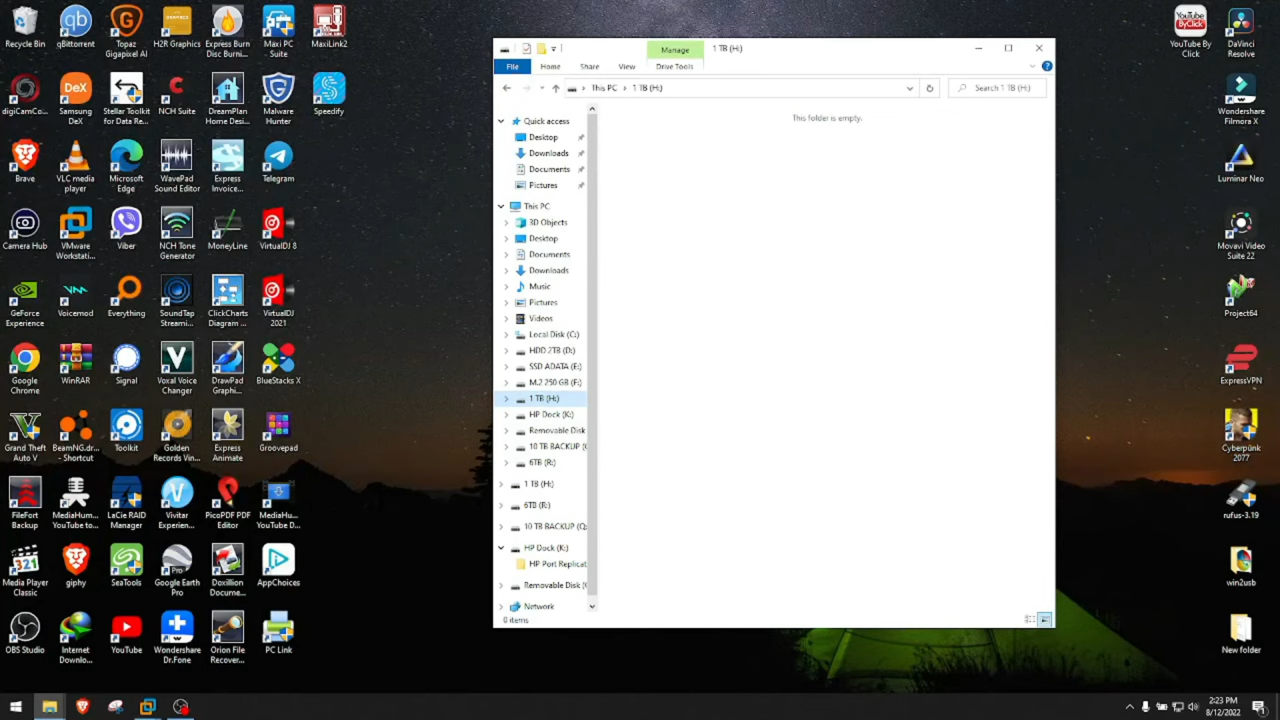 Recycle Bin
qBittorrent
Topaz
Gigapixel AI
H2R Graphics
Express Burn
Disc Burni...
Maxi PC -
Suite
MaxiLink2
digiCamCo...
Samsung
DeX
Stellar Toolkit
for Data Re...
NCH Suite
DreamPlan
Home Desi...
Malware
Hunter
Speedify
Brave
VLC media
player
Microsoft
Edge
WavePad
Sound Editor
Express
Invoice...
Telegram
Camera Hub
VMware
Workstati...
Viber
NCH Tone
Generator
MoneyLine
VirtualDJ 8
GeForce
Experience
Voicemod
Everything
SoundTap
Streami...
ClickCharts
Diagram ...
VirtualDJ
2021
Google
Chrome
WinRAR
Signal
Voxal Voice
Changer
DrawPad
Graphi...
BlueStacks X
Grand Theft
Auto V
BeamNG.dr...
- Shortcut
Toolkit
Golden
Records Vin...
Express
Animate
Groovepad
FileFort
Backup
MediaHum...
YouTube to...
LaCie RAID
Manager
Vivitar
Experien...
PicoPDF PDF
Editor
MediaHu...
YouTube D...
Media Player
Classic
giphy
SeaTools
Google Earth
Pro
Doxillion
Docume...
AppChoices
OBS Studio
Internet
Downlo...
YouTube
Wondershare
Dr.Fone
Orion File
Recover...
PC Link
Manage
1 TB (H:)
File
Home
Share
View
Drive Tools
This PC
1 TB (H:)
Search 1 TB (H:)
This folder is empty.
Quick access
Desktop
Downloads
Documents
Pictures
This PC
3D Objects
Desktop
Documents
Downloads
Music
Pictures
Videos
Local Disk (C:)
HDD 2TB (D:)
SSD ADATA (E:)
M.2 250 GB (F:)
1 TB (H:)
HP Dock (K:)
Removable Disk
10 TB BACKUP (
6TB (R:)
1 TB (H:)
6TB (R:)
10 TB BACKUP (Q:
HP Dock (K:)
HP Port Replicat
Removable Disk (
Network
0 items
YouTube By
Click
DaVinci
Resolve
Wondershare
Filmora X
Luminar Neo
Movavi Video
Suite 22
Project64
ExpressVPN
Cyberpunk
2077
rufus-3.19
win2usb
New folder
2:23 PM
8/12/2022